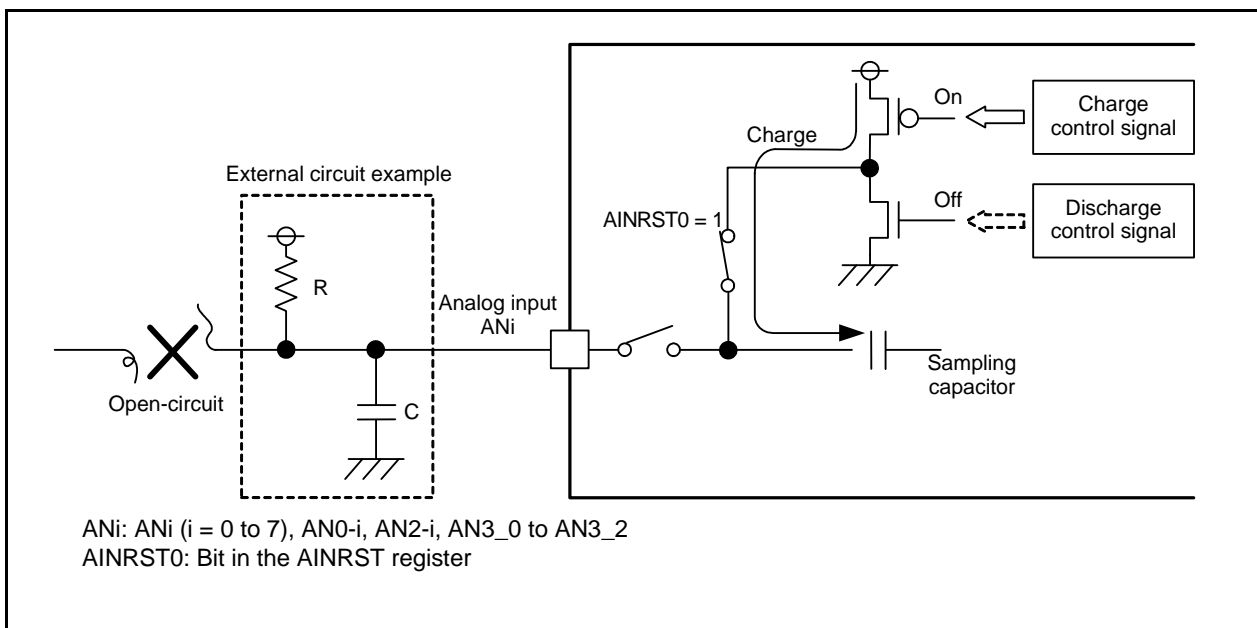 On
Charge
control signal
Charge
External circuit example
Off
Discharge
control signal
AINRST0 = 1
R
Analog input
ANi
Sampling
capacitor
Open-circuit
C
ANi: ANi (i = 0 to 7), AN0-i, AN2-i, AN3_0 to AN3_2
AINRST0: Bit in the AINRST register